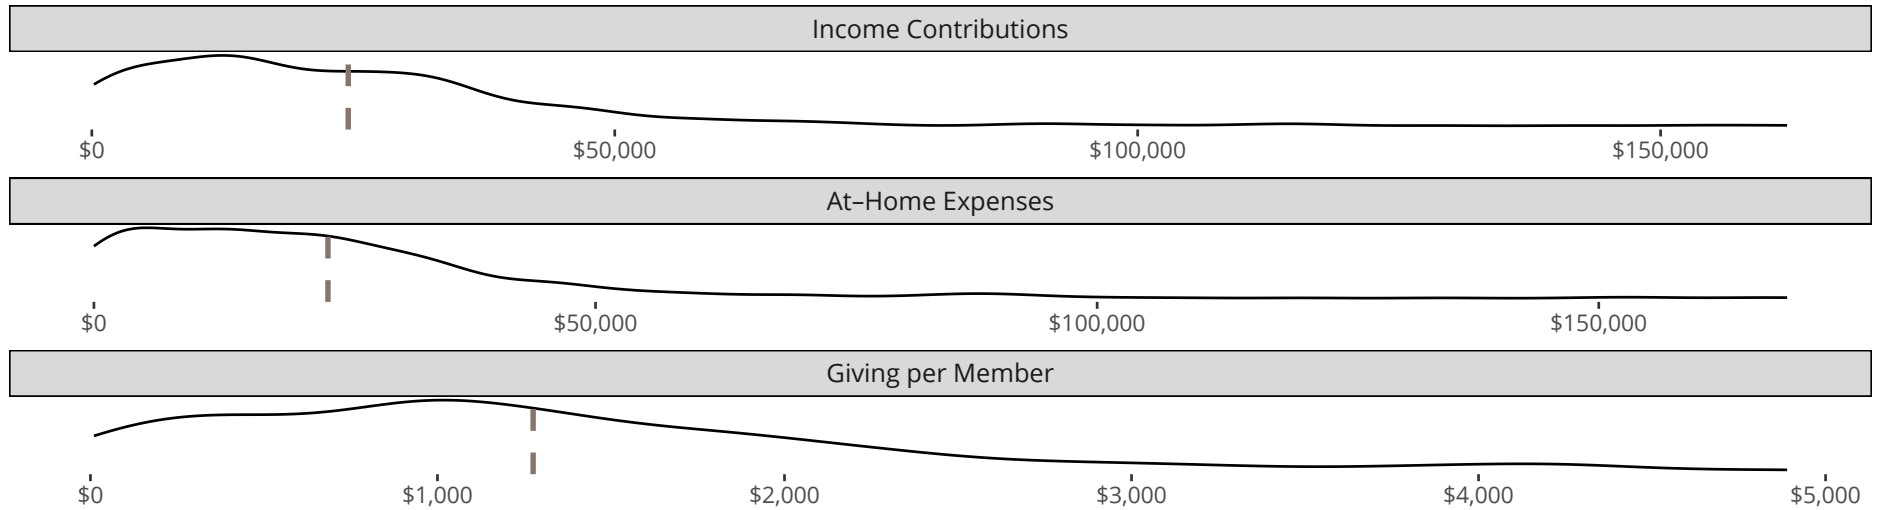 Income Contributions
$0 $50,000 $100,000 $150,000
At–Home Expenses
$0 $50,000 $100,000 $150,000
Giving per Member
$0 $1,000 $2,000 $3,000 $4,000 $5,000